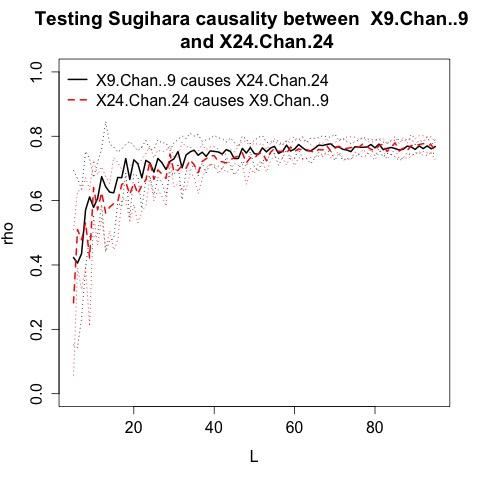 Testing Sugihara causality between  X9.Chan..9
and X24.Chan.24
X9.Chan..9 causes X24.Chan.24
X24.Chan.24 causes X9.Chan..9
1.0
0.8
0.6
0.4
0.2
0.0
rho
20 40 60 80
L